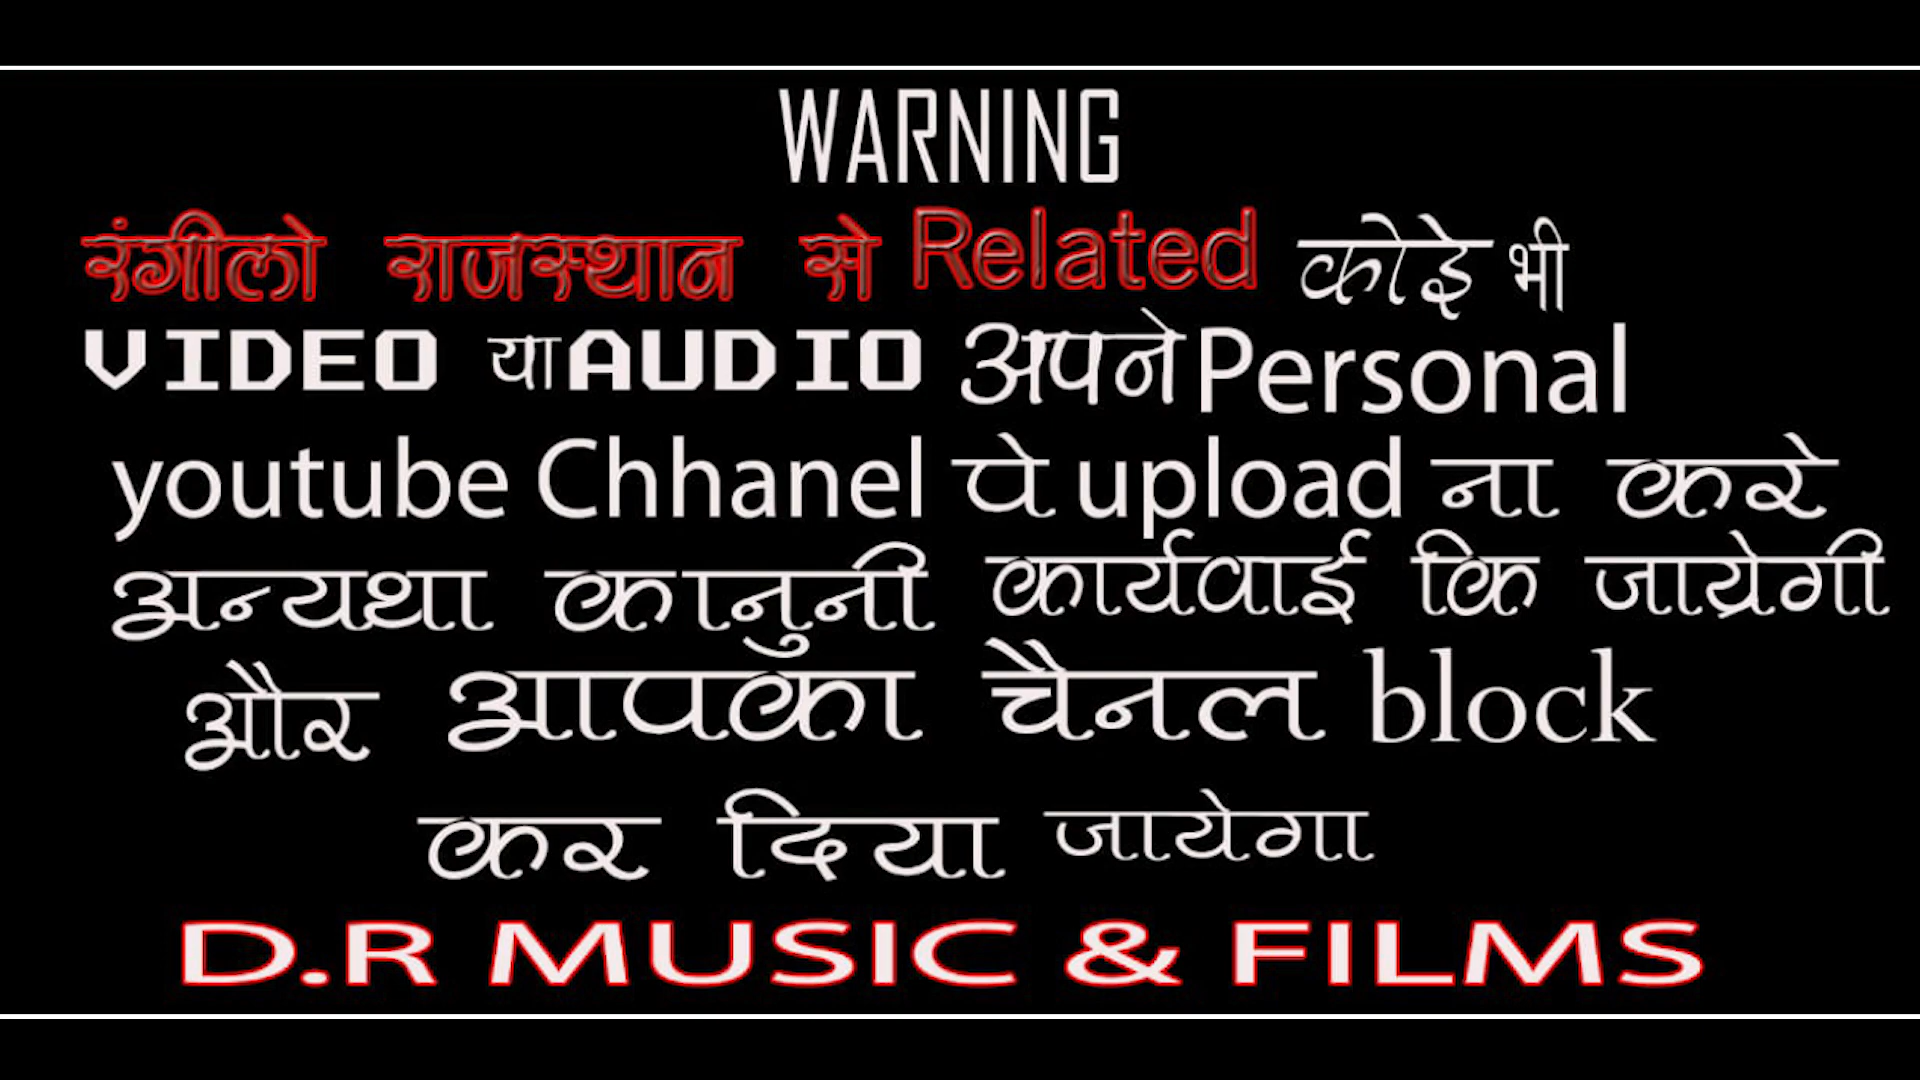 WARNING
रंगीलो राजस्थान से Related कोइे भी
VIDEO या AUDIO अपने Personal
youtube Chhanel पे upload ना करे
अन्यथा कानुनी कार्यवाई कि जाय्रेगी
और आपका चैनल block
कर दिया जायेगा
D.R MUSIC & FILMS